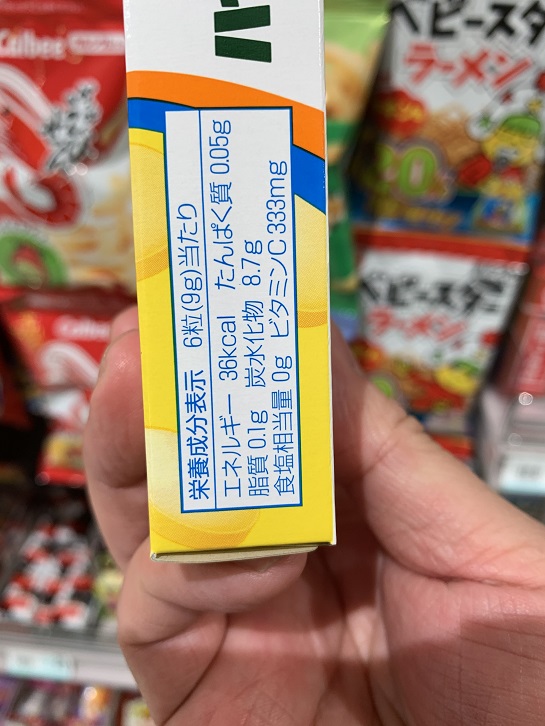 栄養成分表示 6粒(9g)当たり
エネルギー 36kcal たんぱく質 0.05g
脂質 0.1g 炭水化物 8.7g
食塩相当量 0g ビタミンC 333mg
ハ
Calbee
ベビースター
ラーメン
ベビースター
ラーメン
Calbee